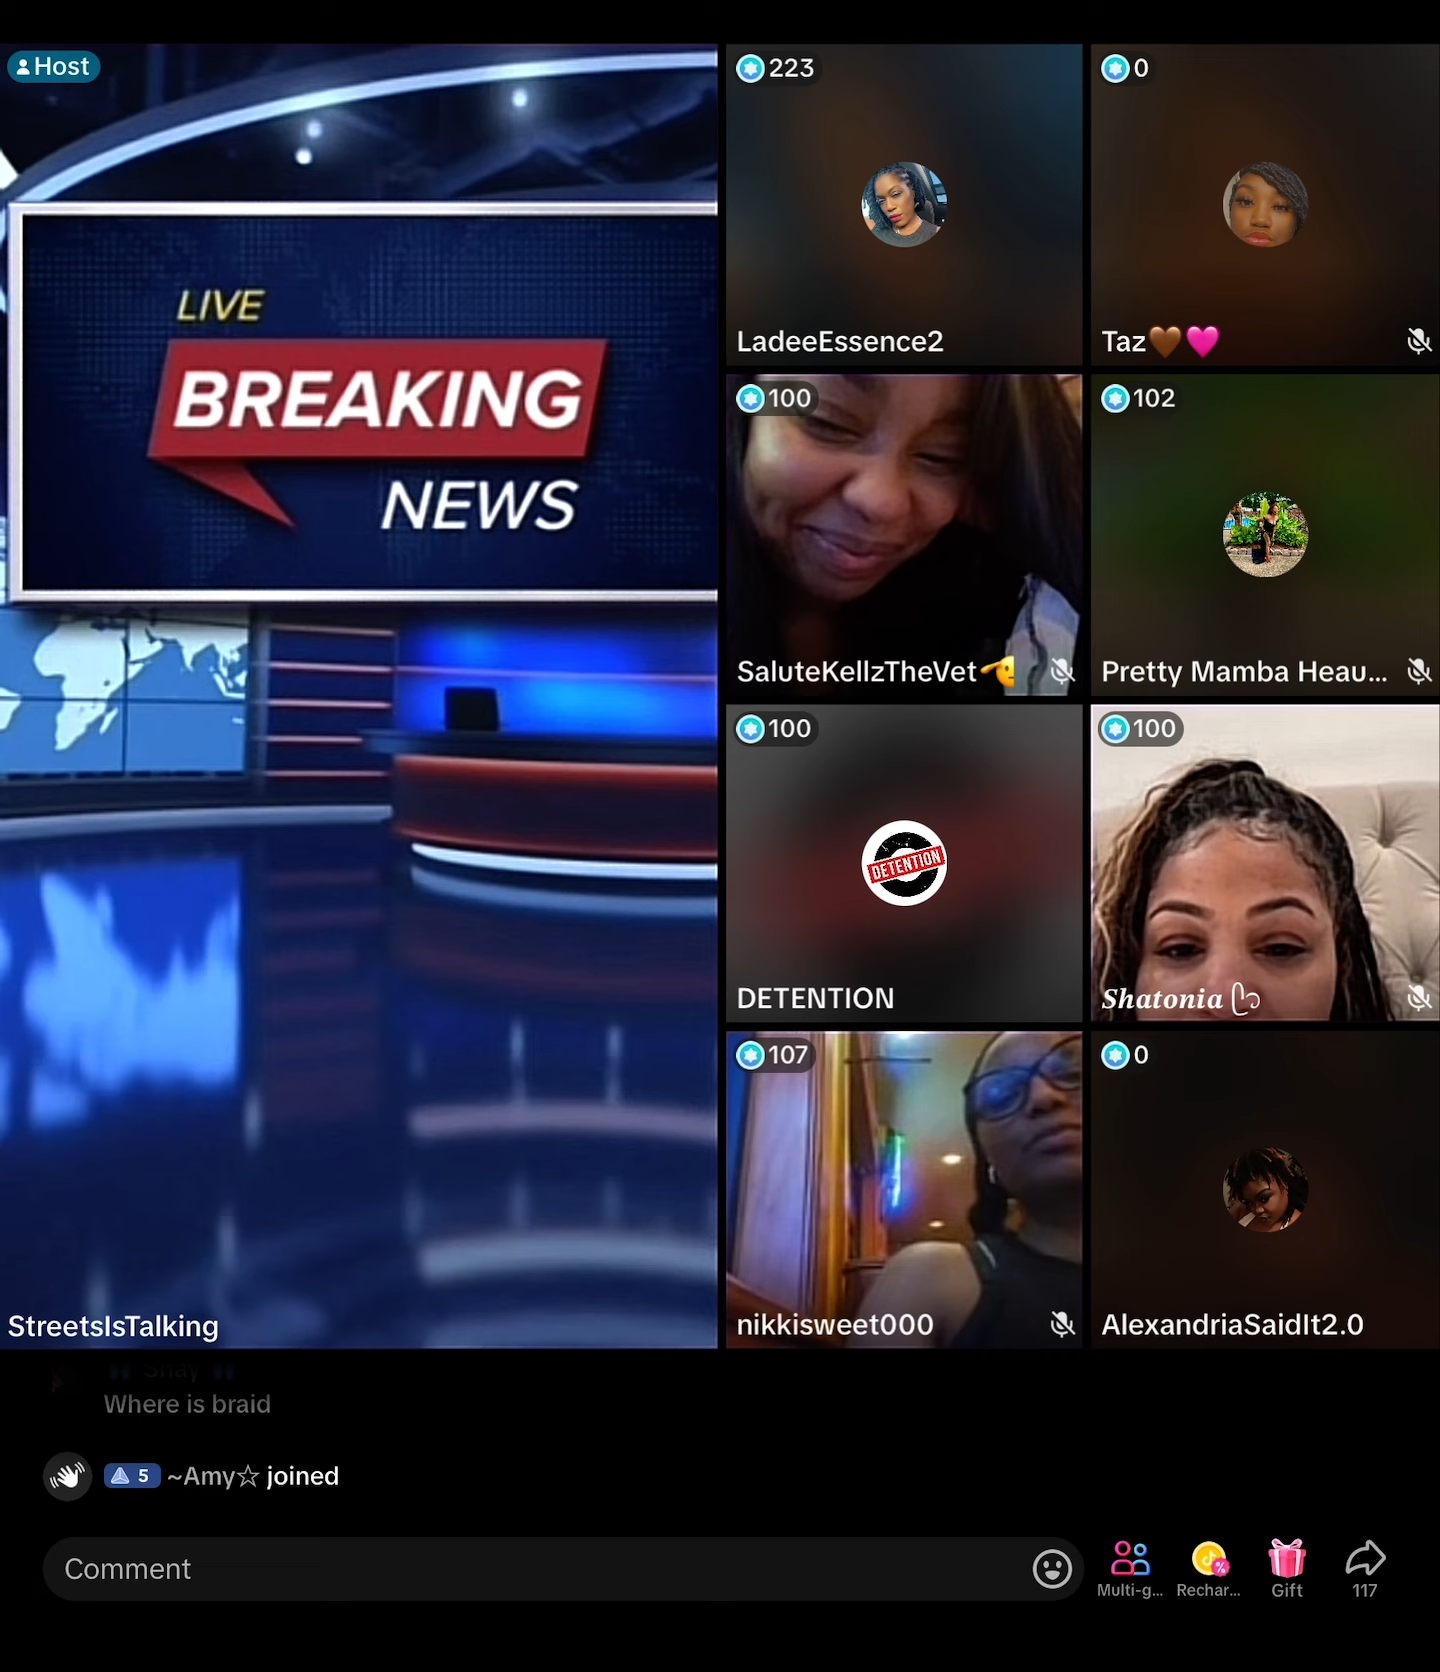 Host
LIVE
BREAKING
NEWS
StreetsIsTalking
223
LadeeEssence2
0
Taz🤎🩷
100
SaluteKellzTheVet🫵
102
Pretty Mamba Heau...
100
DETENTION
DETENTION
100
Shatonia
107
nikkisweet000
0
AlexandriaSaidIt2.0
Shay
Where is braid
5 ~Amy☆ joined
Comment
Multi-g...
Rechar...
Gift
117